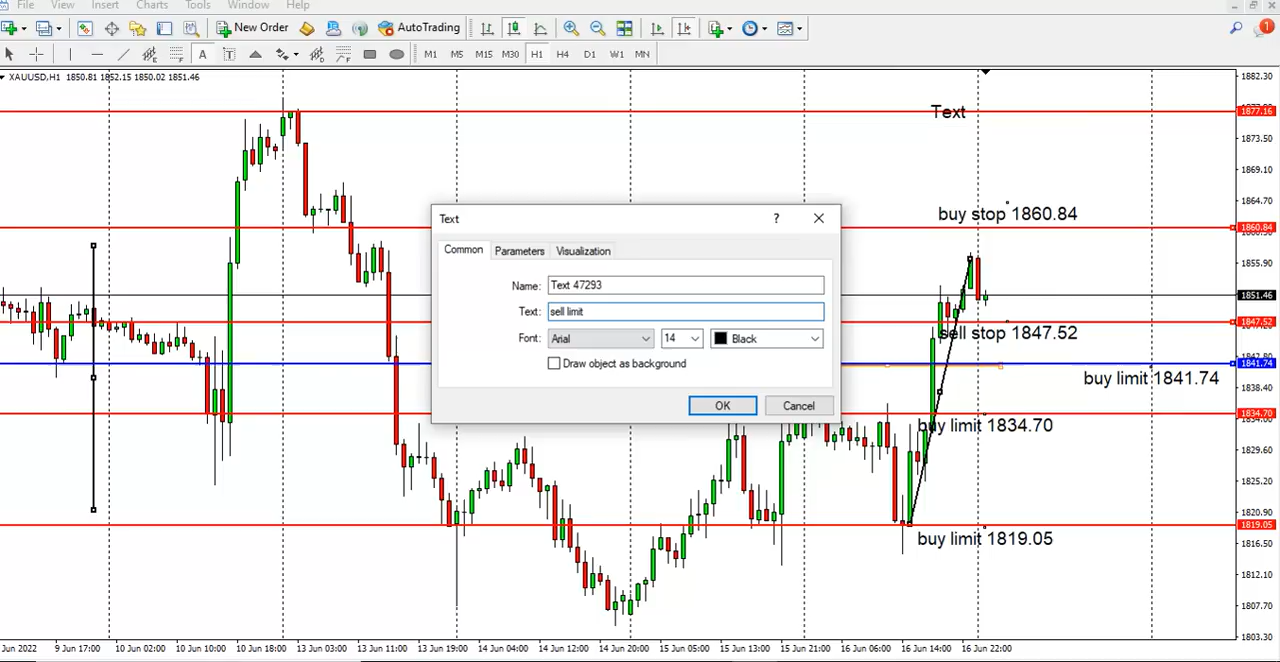 File View Insert Charts Tools Window Help
New Order AutoTrading
1
A T M1 M5 M15 M30 H1 H4 D1 W1 MN
XAUUSD,H1 1850.81 1852.15 1850.02 1851.46
1882.30
Text
1877.16
1873.50
1869.10
1864.70
buy stop 1860.84
1860.84
1855.90
1851.46
1847.52
sell stop 1847.52
1842.80
1841.74
buy limit 1841.74
1838.40
1834.70
buy limit 1834.70
1829.60
1825.20
1820.90
1819.05
buy limit 1819.05
1816.50
1812.10
1807.70
1803.30
Text ?
Common Parameters Visualization
Name: Text 47293
Text: sell limit
Font: Arial 14 Black
Draw object as background
OK Cancel
Jun 2022 9 Jun 17:00 10 Jun 02:00 10 Jun 10:00 10 Jun 18:00 13 Jun 03:00 13 Jun 11:00 13 Jun 19:00 14 Jun 04:00 14 Jun 12:00 14 Jun 20:00 15 Jun 05:00 15 Jun 13:00 15 Jun 21:00 16 Jun 06:00 16 Jun 14:00 16 Jun 22:00